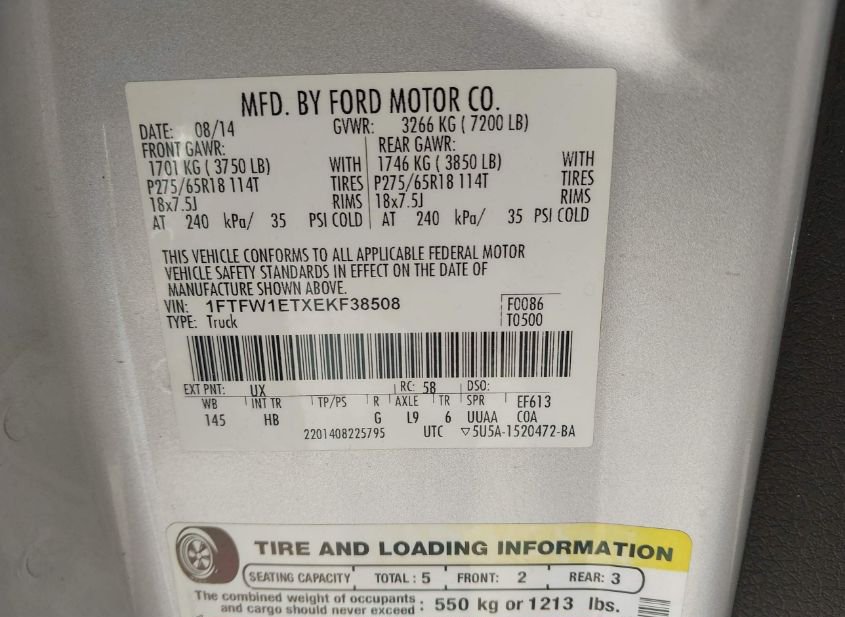 MFD. BY FORD MOTOR CO.
DATE: 08/14 GVWR: 3266 KG ( 7200 LB)
FRONT GAWR: REAR GAWR:
1701 KG ( 3750 LB) WITH 1746 KG ( 3850 LB) WITH
P275/65R18 114T TIRES P275/65R18 114T TIRES
18x7.5J RIMS 18x7.5J RIMS
AT 240 kPa/ 35 PSI COLD AT 240 kPa/ 35 PSI COLD
THIS VEHICLE CONFORMS TO ALL APPLICABLE FEDERAL MOTOR
VEHICLE SAFETY STANDARDS IN EFFECT ON THE DATE OF
MANUFACTURE SHOWN ABOVE.
VIN: 1FTFW1ETXEKF38508 F0086
TYPE: Truck T0500
EXT PNT: UX RC: 58 DSO:
WB INT TR TP/PS R AXLE TR SPR EF613
145 HB G L9 6 UUAA COA
2201408225795 UTC ▽5U5A-1520472-BA
TIRE AND LOADING INFORMATION
SEATING CAPACITY TOTAL : 5 FRONT: 2 REAR: 3
The combined weight of occupants
and cargo should never exceed : 550 kg or 1213 lbs.